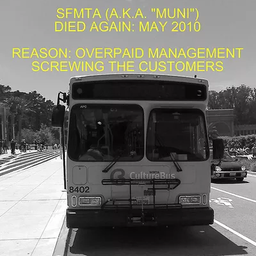 SFMTA (A.K.A. "MUNI")
DIED AGAIN: MAY 2010
REASON: OVERPAID MANAGEMENT
SCREWING THE CUSTOMERS
CultureBus
8402